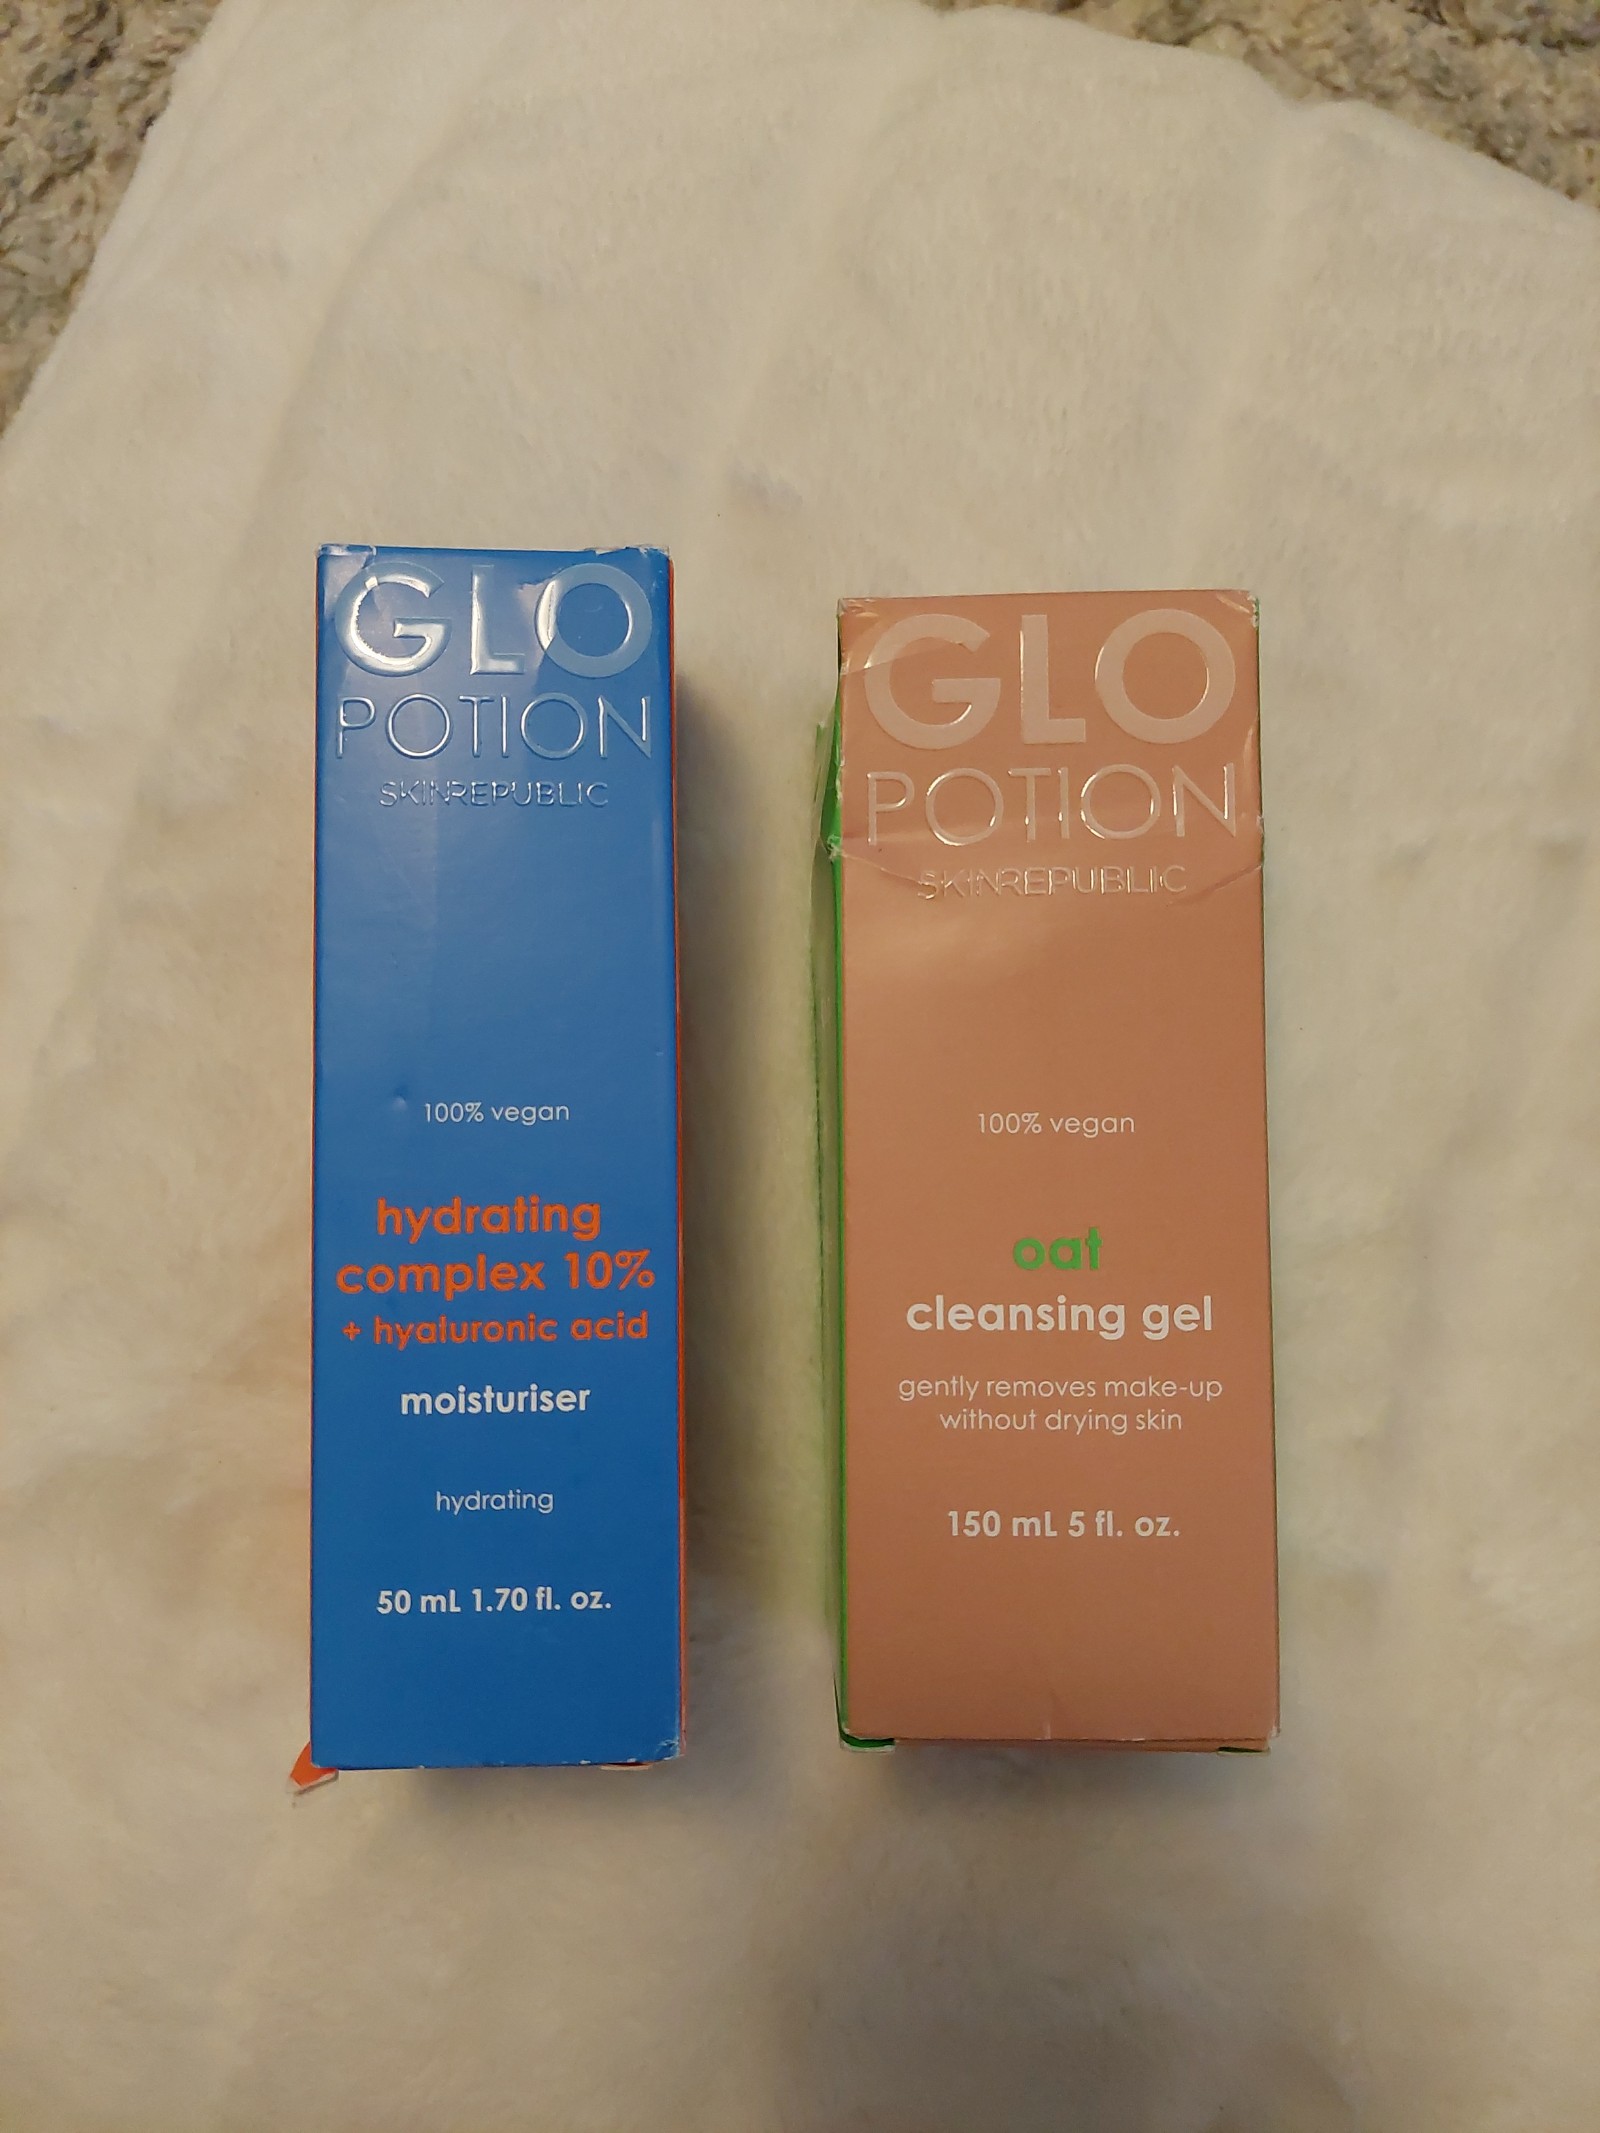 GLO
POTION
SKINREPUBLIC
100% vegan
hydrating
complex 10%
+ hyaluronic acid
moisturiser
hydrating
50 mL 1.70 fl. oz.
GLO
POTION
SKINREPUBLIC
100% vegan
oat
cleansing gel
gently removes make-up
without drying skin
150 mL 5 fl. oz.